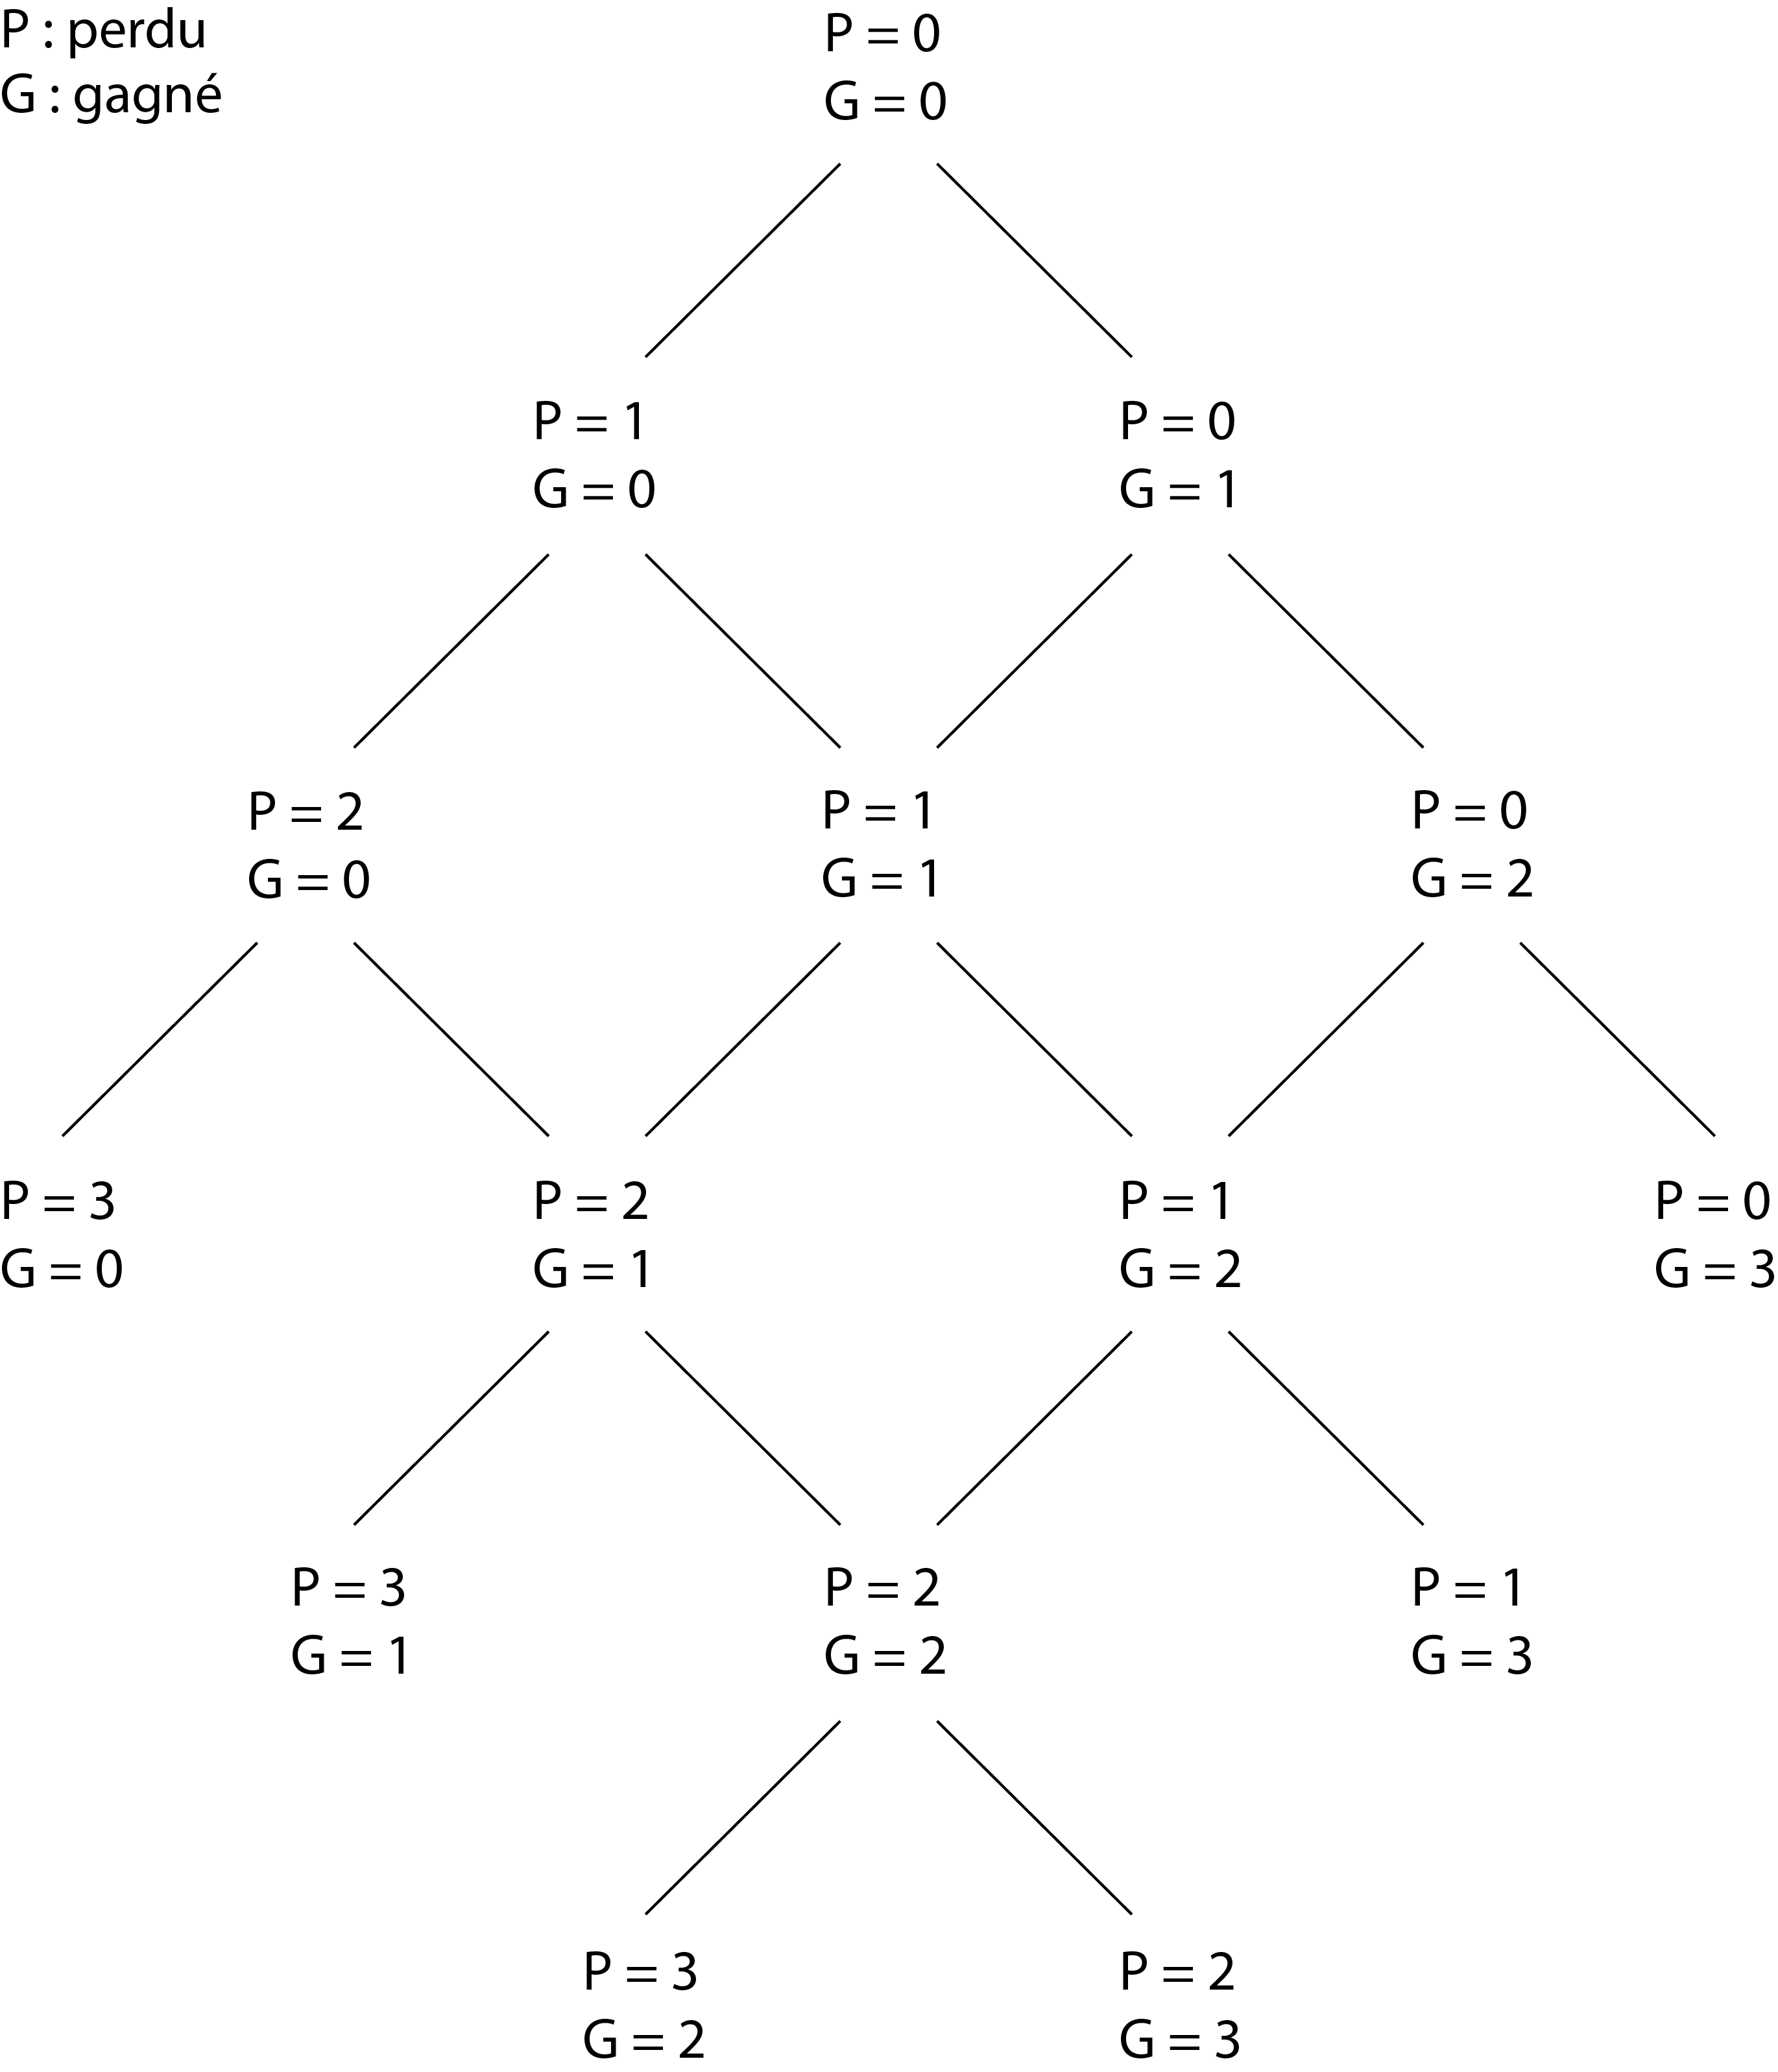 P : perdu
G : gagné
P = 0
G = 0
P = 1
G = 0
P = 0
G = 1
P = 2
G = 0
P = 1
G = 1
P = 0
G = 2
P = 3
G = 0
P = 2
G = 1
P = 1
G = 2
P = 0
G = 3
P = 3
G = 1
P = 2
G = 2
P = 1
G = 3
P = 3
G = 2
P = 2
G = 3